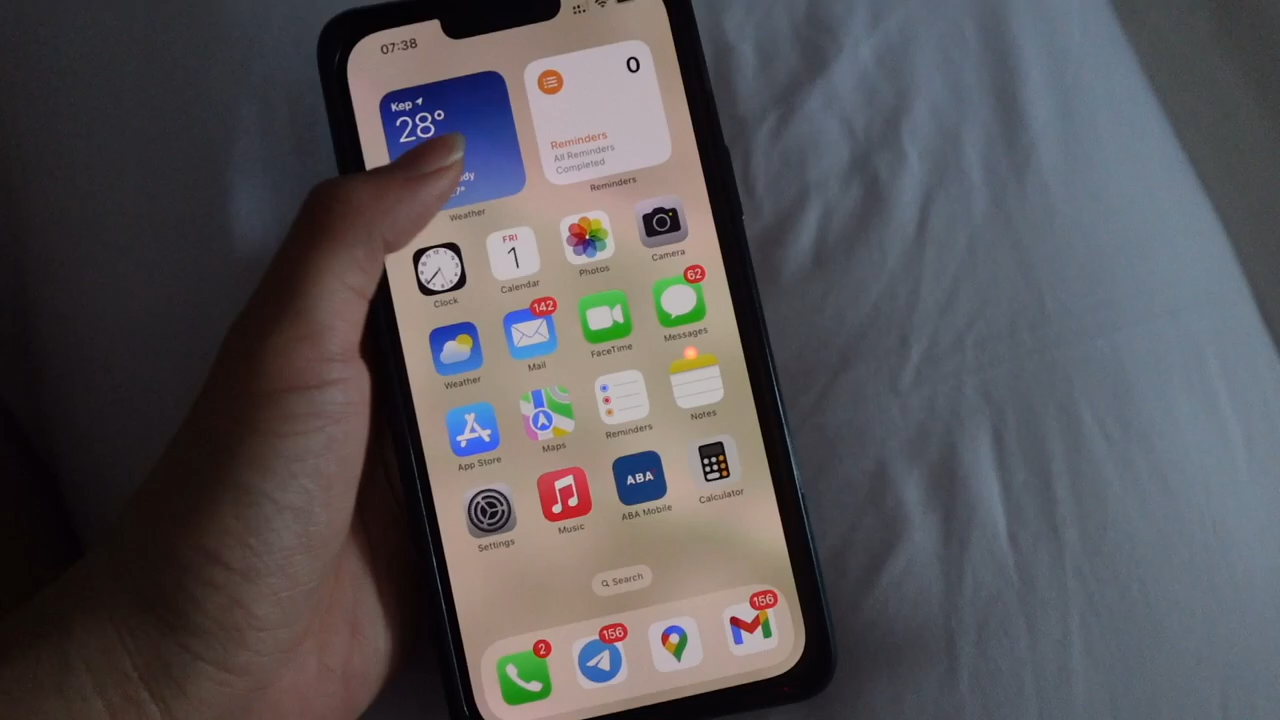 07:38
Kep
28°
Weather
0
Reminders
All Reminders
Completed
Reminders
Clock
FRI
1
Calendar
Photos
Camera
Weather
142
Mail
FaceTime
62
Messages
App Store
Maps
Reminders
Notes
Settings
Music
ABA
ABA Mobile
Calculator
Search
2
156
156